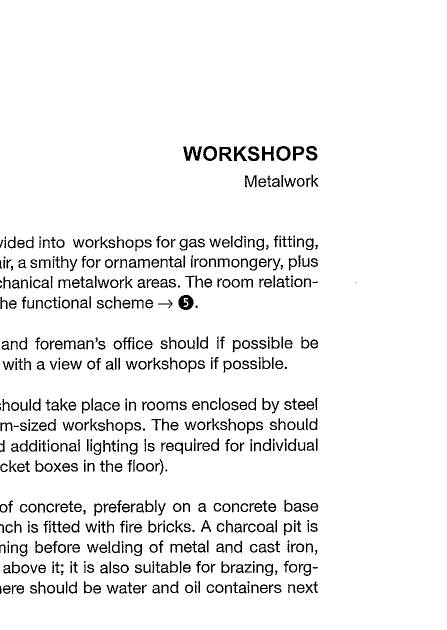 WORKSHOPS
Metalwork
vided into workshops for gas welding, fitting,
air, a smithy for ornamental ironmongery, plus
chanical metalwork areas. The room relation-
he functional scheme → ❺.
and foreman's office should if possible be
with a view of all workshops if possible.
should take place in rooms enclosed by steel
m-sized workshops. The workshops should
d additional lighting is required for individual
cket boxes in the floor).
of concrete, preferably on a concrete base
nch is fitted with fire bricks. A charcoal pit is
ning before welding of metal and cast iron,
above it; it is also suitable for brazing, forg-
ere should be water and oil containers next